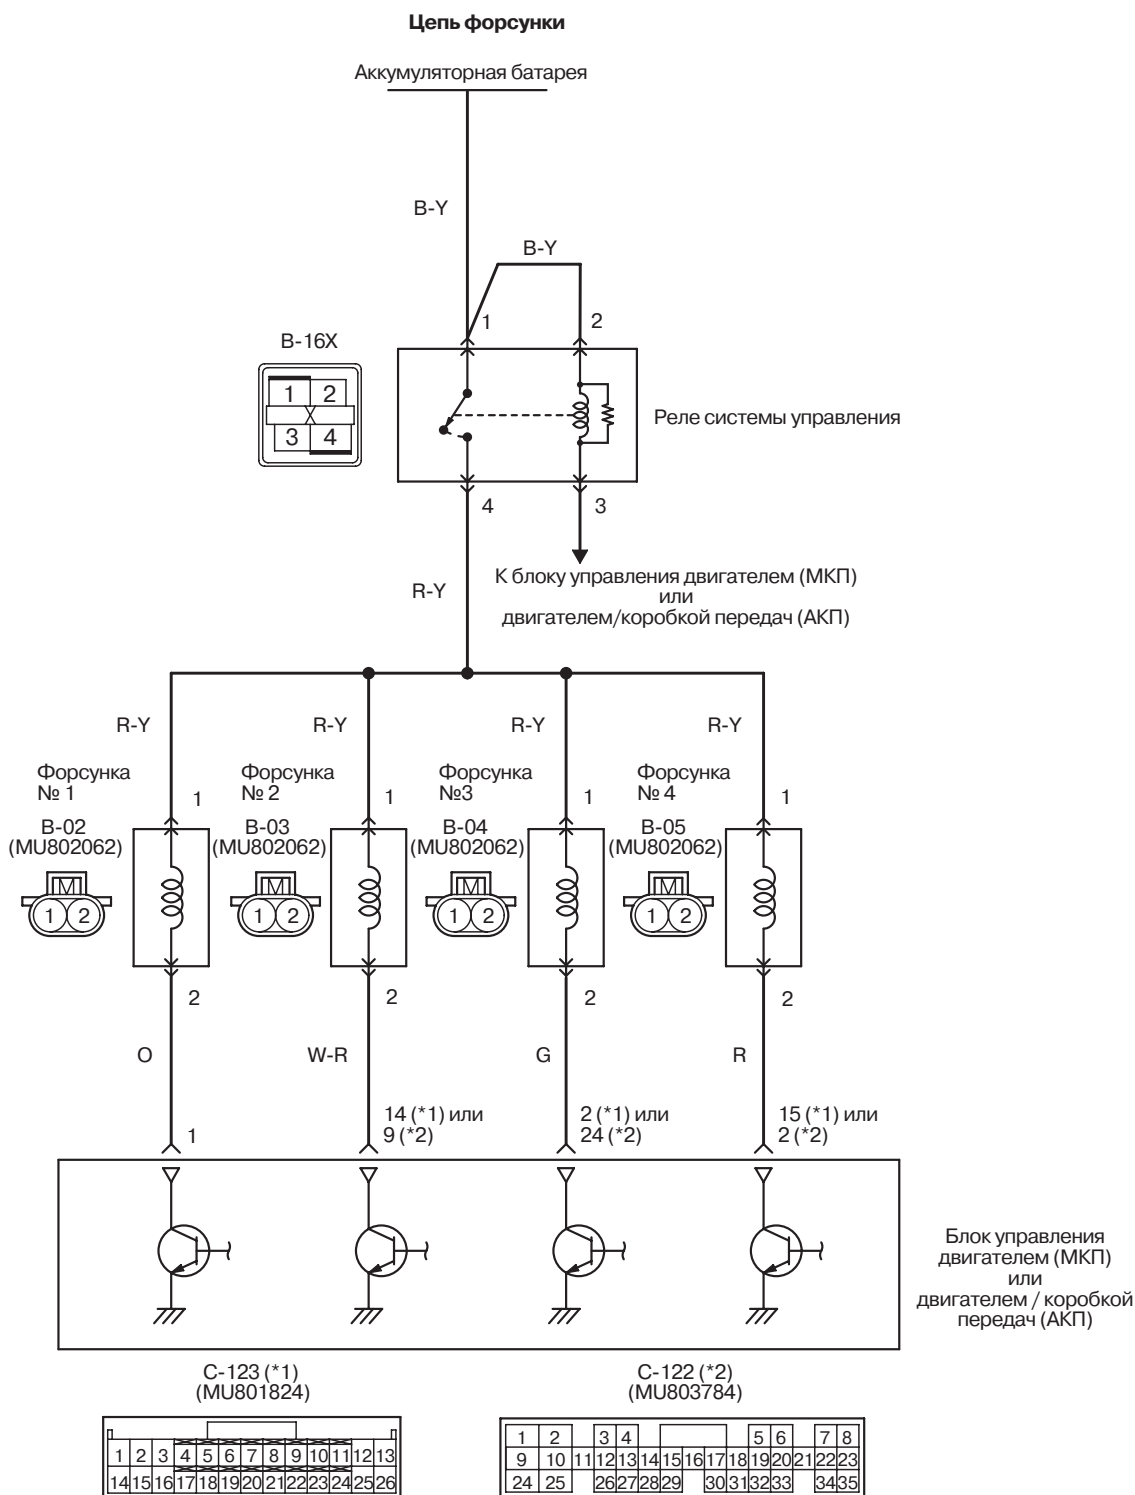 Цепь форсунки
Аккумуляторная батарея
B-Y
B-Y
1 2
B-16X
1 2
3 4
Реле системы управления
4 3
К блоку управления двигателем (МКП)
или
двигателем/коробкой передач (АКП)
R-Y
R-Y R-Y R-Y R-Y
Форсунка
№ 1
1
B-02
(MU802062)
1 2
2
Форсунка
№ 2
1
B-03
(MU802062)
1 2
2
Форсунка
№3
1
B-04
(MU802062)
1 2
2
Форсунка
№ 4
1
B-05
(MU802062)
1 2
2
O W-R G R
1
14 (*1) или
9 (*2)
2 (*1) или
24 (*2)
15 (*1) или
2 (*2)
Блок управления
двигателем (МКП)
или
двигателем / коробкой
передач (АКП)
C-123 (*1)
(MU801824)
1 2 3 4 5 6 7 8 9 10 11 12 13
14 15 16 17 18 19 20 21 22 23 24 25 26
C-122 (*2)
(MU803784)
1 2 3 4 5 6 7 8
9 10 11 12 13 14 15 16 17 18 19 20 21 22 23
24 25 26 27 28 29 30 31 32 33 34 35